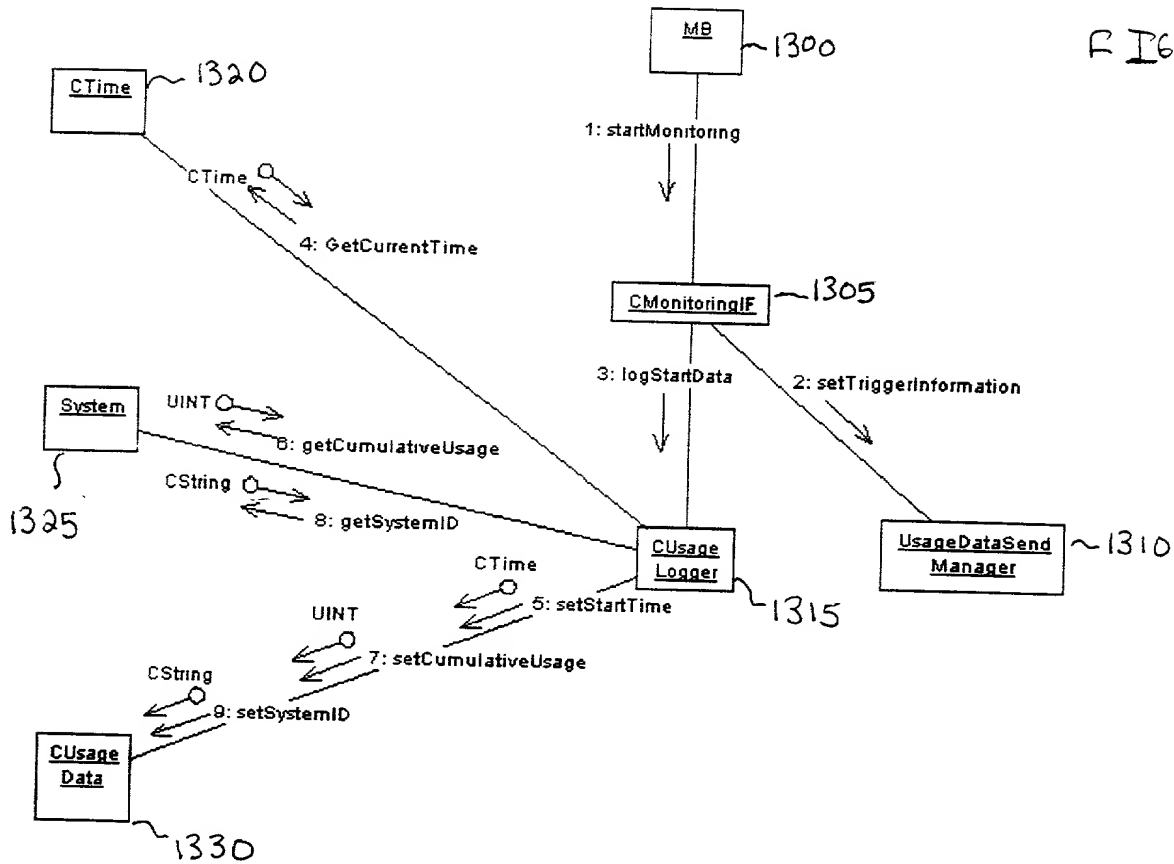 MB
1300
F IG
CTime
1320
1: startMonitoring
CTime
4: GetCurrentTime
CMonitoringIF
1305
3: logStartData
2: setTriggerInformation
System
1325
UINT
6: getCumulativeUsage
CString
8: getSystemID
CUsage
Logger
1315
UsageDataSend
Manager
1310
CTime
5: setStartTime
UINT
7: setCumulativeUsage
CString
9: setSystemID
CUsage
Data
1330